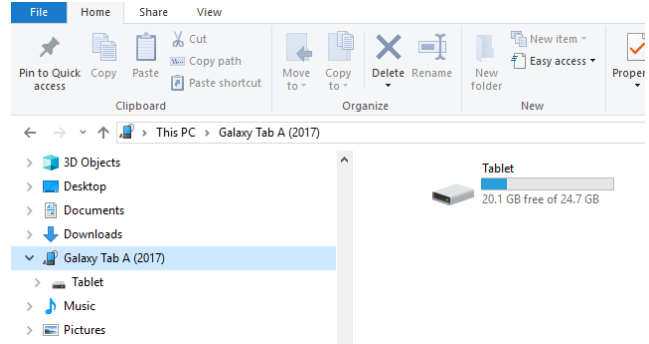 File Home Share View
Pin to Quick access
Copy
Paste
Cut
Copy path
Paste shortcut
Move to
Copy to
Delete
Rename
New folder
New item
Easy access
Proper
Clipboard Organize New
This PC > Galaxy Tab A (2017)
3D Objects
Desktop
Documents
Downloads
Galaxy Tab A (2017)
Tablet
Music
Pictures
Tablet
20.1 GB free of 24.7 GB